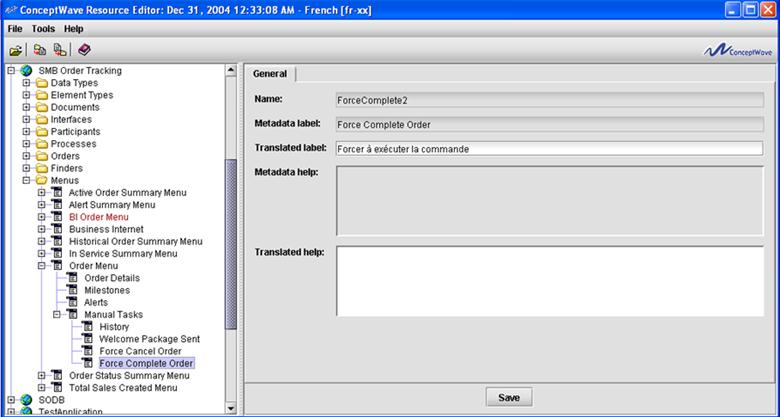 ConceptWave Resource Editor: Dec 31, 2004 12:33:08 AM - French [fr-xx]
File Tools Help
ConceptWave
SMB Order Tracking
Data Types
Element Types
Documents
Interfaces
Participants
Processes
Orders
Finders
Menus
Active Order Summary Menu
Alert Summary Menu
BI Order Menu
Business Internet
Historical Order Summary Menu
In Service Summary Menu
Order Menu
Order Details
Milestones
Alerts
Manual Tasks
History
Welcome Package Sent
Force Cancel Order
Force Complete Order
Order Status Summary Menu
Total Sales Created Menu
SODB
TestApplication
General
Name: ForceComplete2
Metadata label: Force Complete Order
Translated label: Forcer à exécuter la commande
Metadata help:
Translated help:
Save